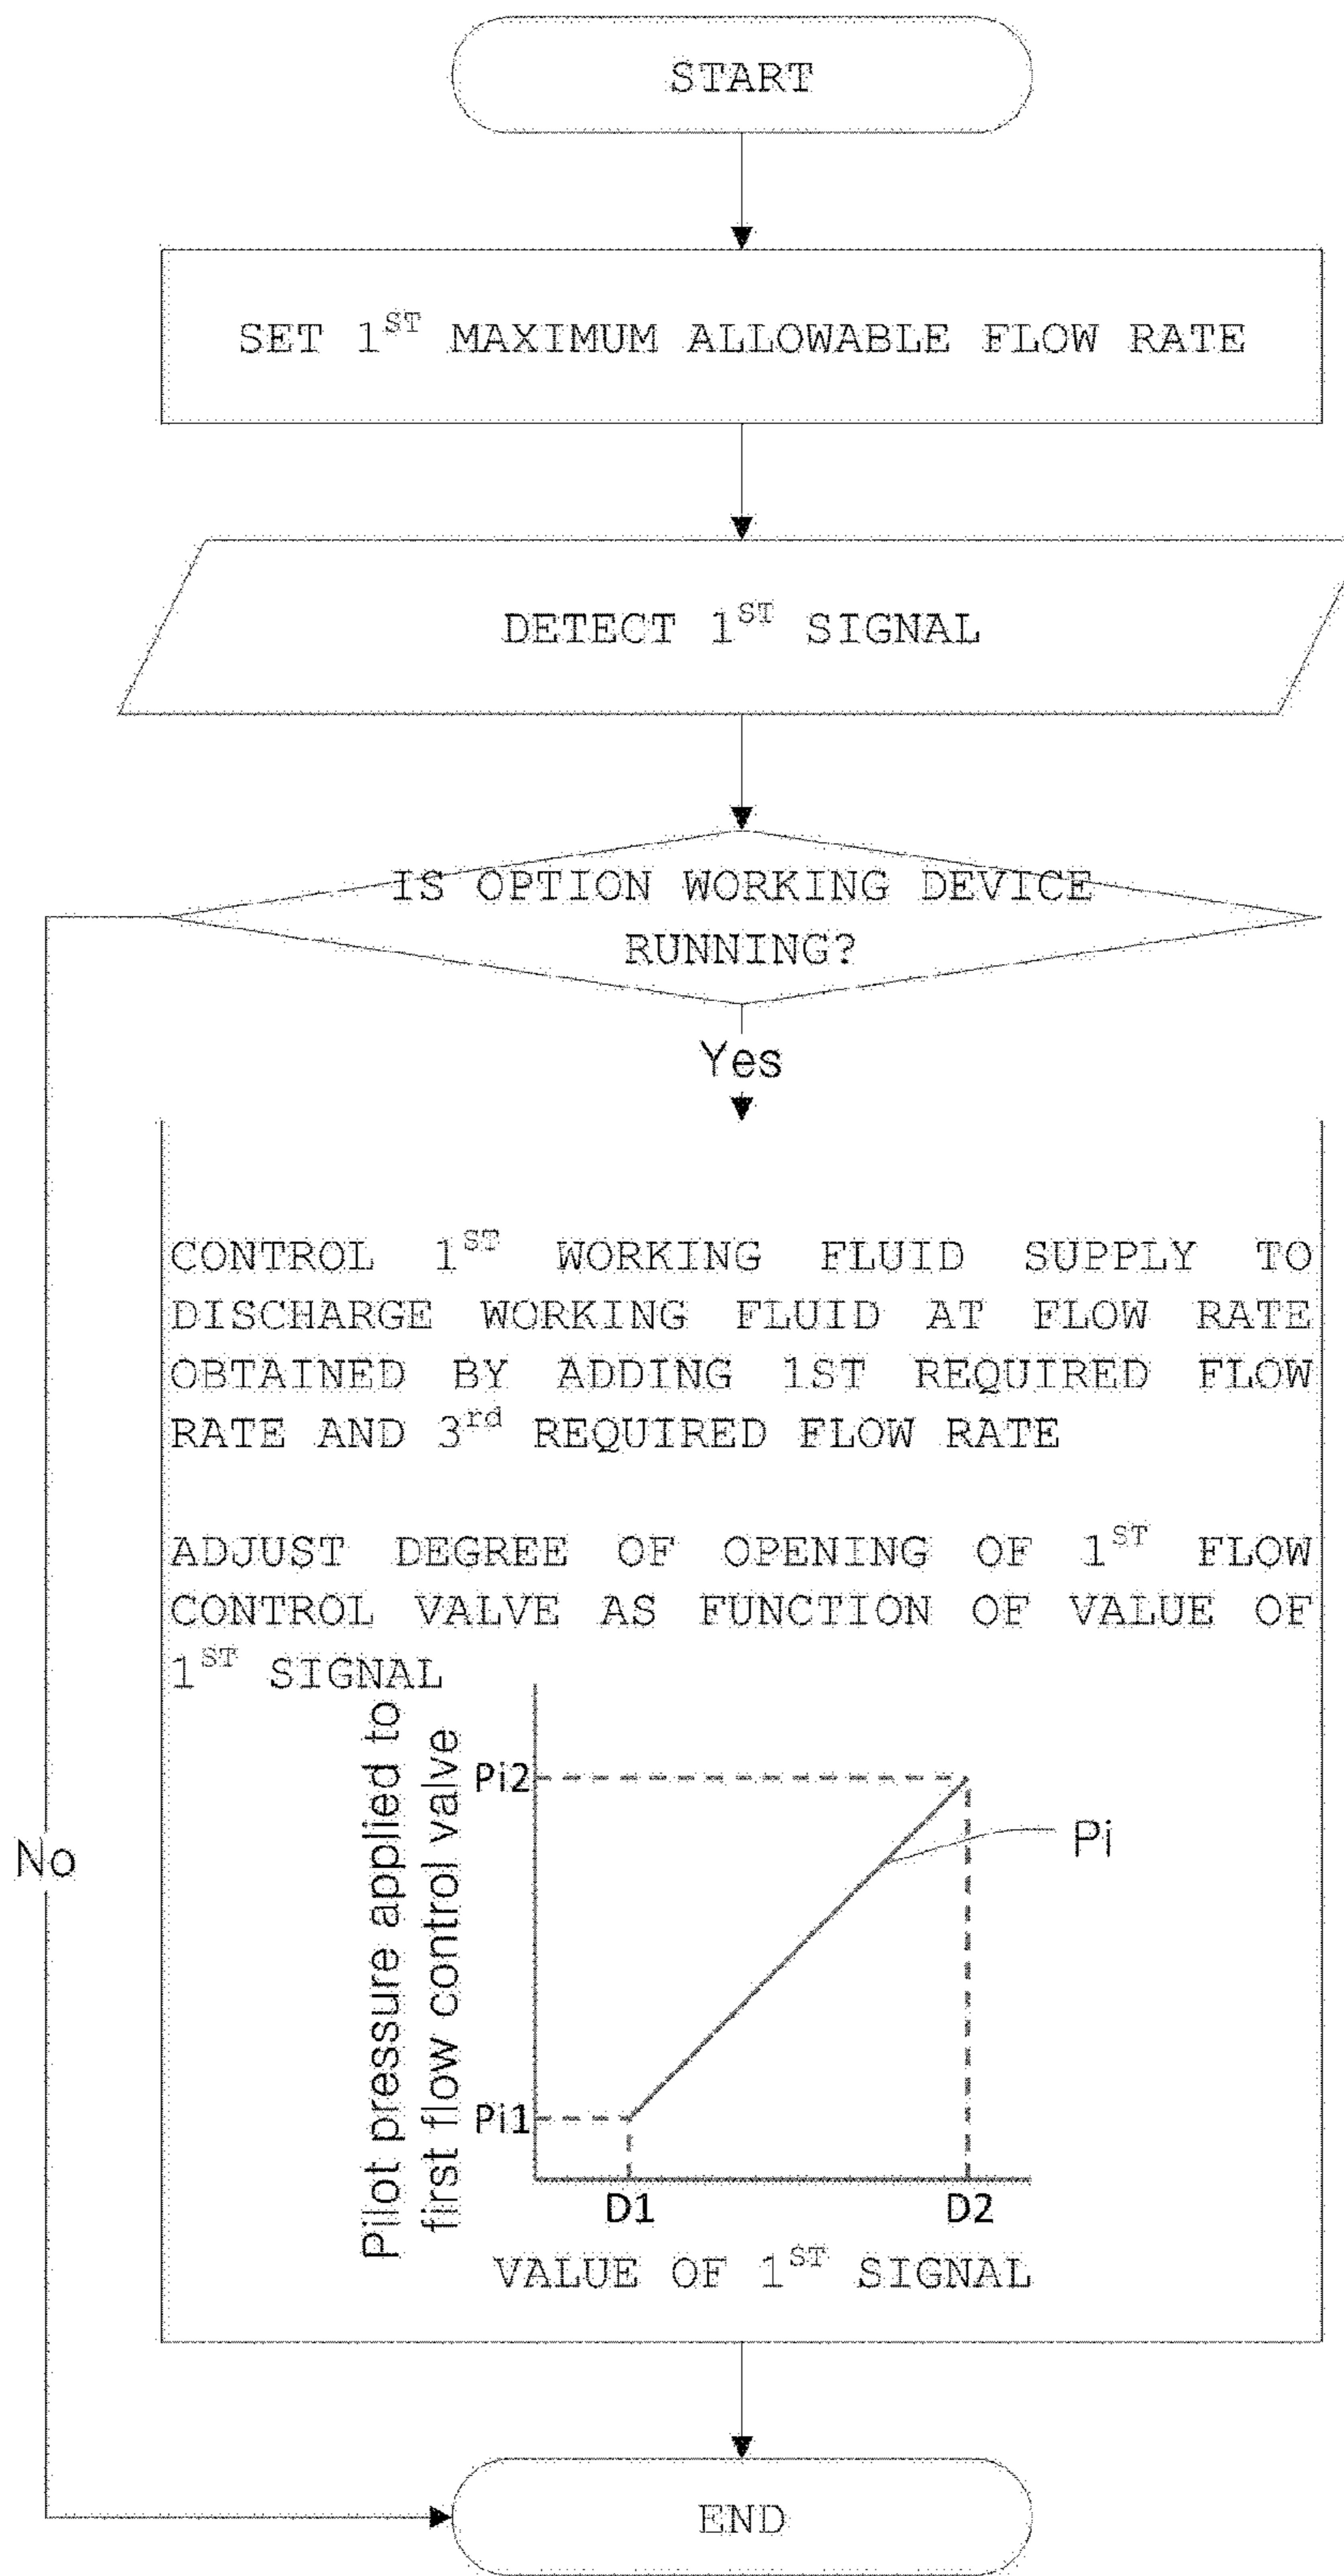 START
SET 1ST MAXIMUM ALLOWABLE FLOW RATE
DETECT 1ST SIGNAL
IS OPTION WORKING DEVICE
RUNNING?
Yes
CONTROL 1ST WORKING FLUID SUPPLY TO
DISCHARGE WORKING FLUID AT FLOW RATE
OBTAINED BY ADDING 1ST REQUIRED FLOW
RATE AND 3rd REQUIRED FLOW RATE
ADJUST DEGREE OF OPENING OF 1ST FLOW
CONTROL VALVE AS FUNCTION OF VALUE OF
1ST SIGNAL
Pilot pressure applied to
first flow control valve
Pi2
Pi
No
Pi1
D1 D2
VALUE OF 1ST SIGNAL
END